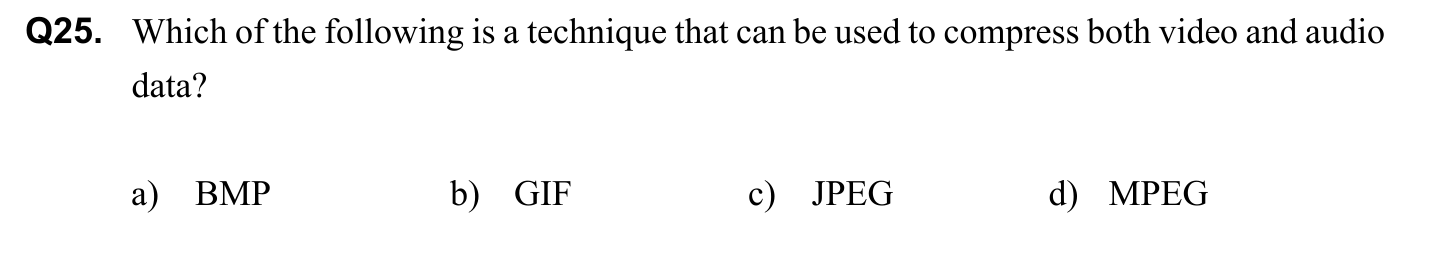 Q25. Which of the following is a technique that can be used to compress both video and audio
data?
a) BMP b) GIF c) JPEG d) MPEG